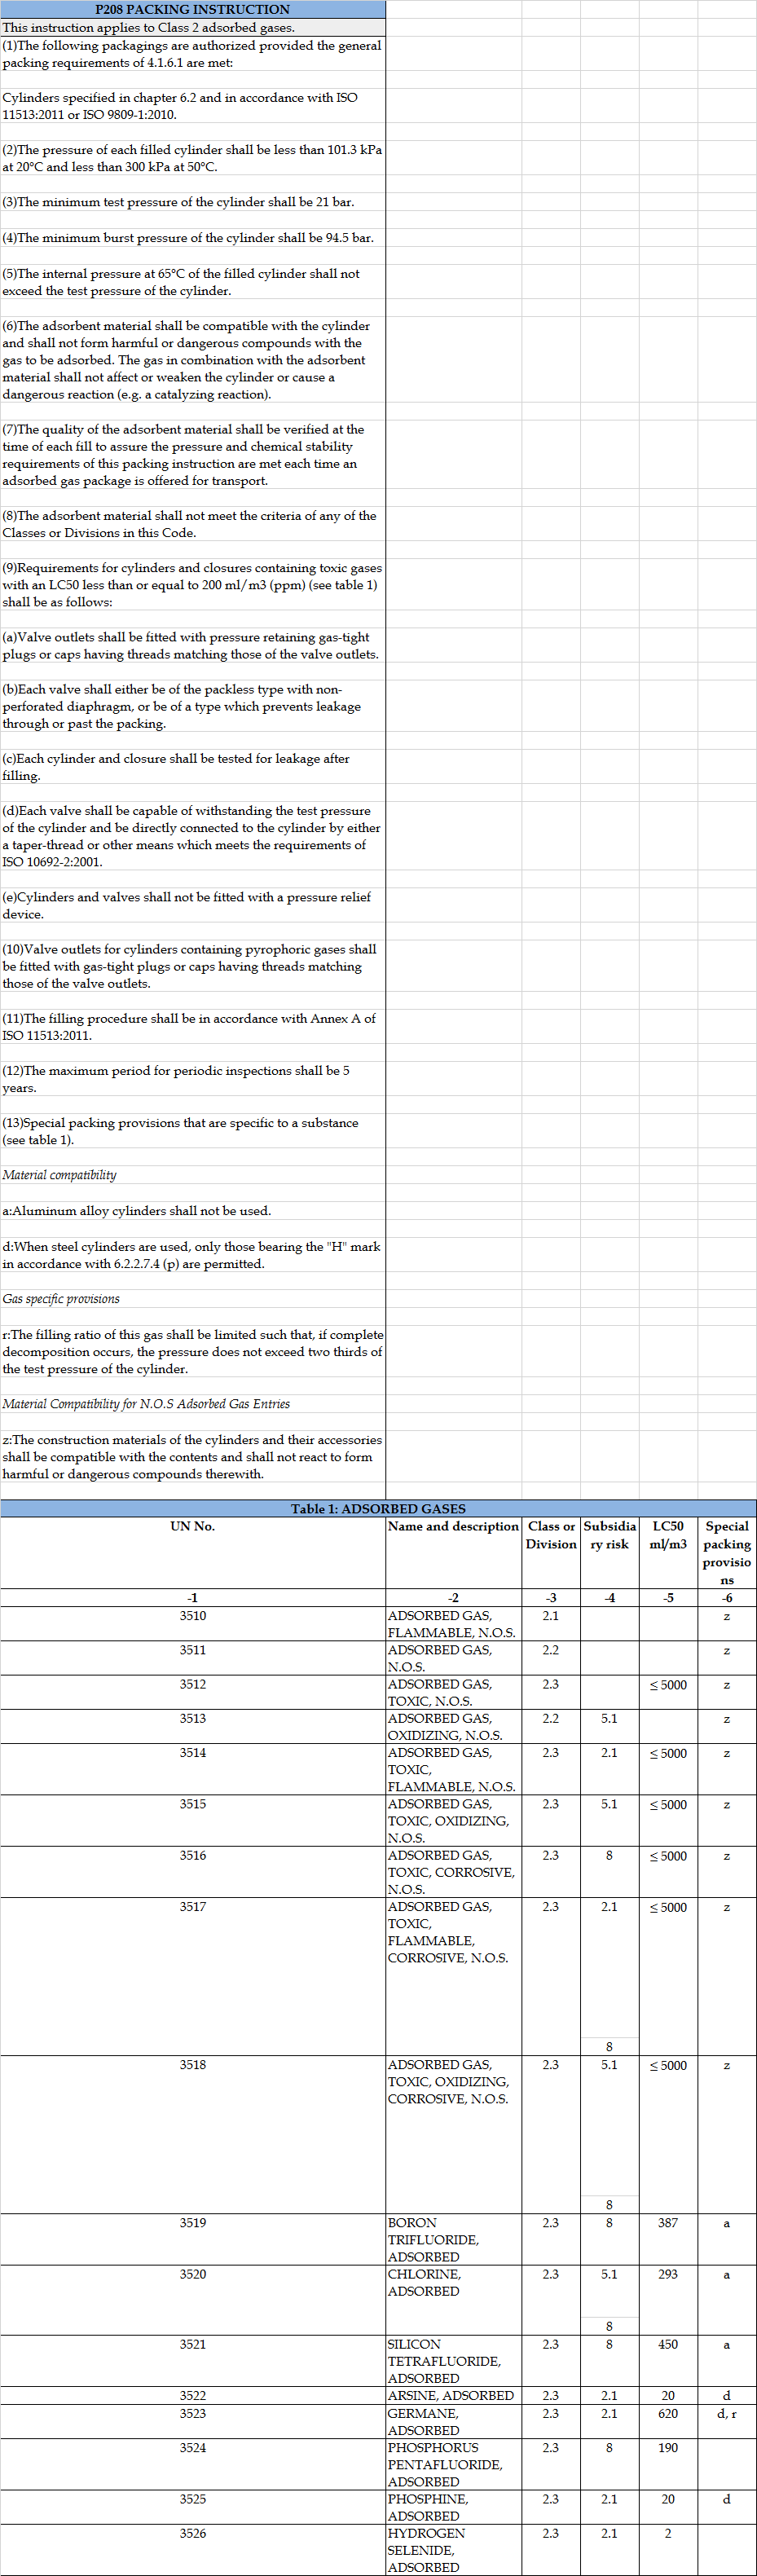 P208 PACKING INSTRUCTION
This instruction applies to Class 2 adsorbed gases.
(1)The following packagings are authorized provided the general
packing requirements of 4.1.6.1 are met:
Cylinders specified in chapter 6.2 and in accordance with ISO
11513:2011 or ISO 9809-1:2010.
(2)The pressure of each filled cylinder shall be less than 101.3 kPa
at 20°C and less than 300 kPa at 50°C.
(3)The minimum test pressure of the cylinder shall be 21 bar.
(4)The minimum burst pressure of the cylinder shall be 94.5 bar.
(5)The internal pressure at 65°C of the filled cylinder shall not
exceed the test pressure of the cylinder.
(6)The adsorbent material shall be compatible with the cylinder
and shall not form harmful or dangerous compounds with the
gas to be adsorbed. The gas in combination with the adsorbent
material shall not affect or weaken the cylinder or cause a
dangerous reaction (e.g. a catalyzing reaction).
(7)The quality of the adsorbent material shall be verified at the
time of each fill to assure the pressure and chemical stability
requirements of this packing instruction are met each time an
adsorbed gas package is offered for transport.
(8)The adsorbent material shall not meet the criteria of any of the
Classes or Divisions in this Code.
(9)Requirements for cylinders and closures containing toxic gases
with an LC50 less than or equal to 200 ml/m3 (ppm) (see table 1)
shall be as follows:
(a)Valve outlets shall be fitted with pressure retaining gas-tight
plugs or caps having threads matching those of the valve outlets.
(b)Each valve shall either be of the packless type with non-
perforated diaphragm, or be of a type which prevents leakage
through or past the packing.
(c)Each cylinder and closure shall be tested for leakage after
filling.
(d)Each valve shall be capable of withstanding the test pressure
of the cylinder and be directly connected to the cylinder by either
a taper-thread or other means which meets the requirements of
ISO 10692-2:2001.
(e)Cylinders and valves shall not be fitted with a pressure relief
device.
(10)Valve outlets for cylinders containing pyrophoric gases shall
be fitted with gas-tight plugs or caps having threads matching
those of the valve outlets.
(11)The filling procedure shall be in accordance with Annex A of
ISO 11513:2011.
(12)The maximum period for periodic inspections shall be 5
years.
(13)Special packing provisions that are specific to a substance
(see table 1).
Material compatibility
a:Aluminum alloy cylinders shall not be used.
d:When steel cylinders are used, only those bearing the "H" mark
in accordance with 6.2.2.7.4 (p) are permitted.
Gas specific provisions
r:The filling ratio of this gas shall be limited such that, if complete
decomposition occurs, the pressure does not exceed two thirds of
the test pressure of the cylinder.
Material Compatibility for N.O.S Adsorbed Gas Entries
z:The construction materials of the cylinders and their accessories
shall be compatible with the contents and shall not react to form
harmful or dangerous compounds therewith.
Table 1: ADSORBED GASES
UN No. Name and description Class or Subsidia LC50 Special
Division ry risk ml/m3 packing
provisio
ns
-1 -2 -3 -4 -5 -6
3510 ADSORBED GAS, 2.1 z
FLAMMABLE, N.O.S.
3511 ADSORBED GAS, 2.2 z
N.O.S.
3512 ADSORBED GAS, 2.3 ≤ 5000 z
TOXIC, N.O.S.
3513 ADSORBED GAS, 2.2 5.1 z
OXIDIZING, N.O.S.
3514 ADSORBED GAS, 2.3 2.1 ≤ 5000 z
TOXIC,
FLAMMABLE, N.O.S.
3515 ADSORBED GAS, 2.3 5.1 ≤ 5000 z
TOXIC, OXIDIZING,
N.O.S.
3516 ADSORBED GAS, 2.3 8 ≤ 5000 z
TOXIC, CORROSIVE,
N.O.S.
3517 ADSORBED GAS, 2.3 2.1 ≤ 5000 z
TOXIC,
FLAMMABLE,
CORROSIVE, N.O.S.
8
3518 ADSORBED GAS, 2.3 5.1 ≤ 5000 z
TOXIC, OXIDIZING,
CORROSIVE, N.O.S.
8
3519 BORON 2.3 8 387 a
TRIFLUORIDE,
ADSORBED
3520 CHLORINE, 2.3 5.1 293 a
ADSORBED
8
3521 SILICON 2.3 8 450 a
TETRAFLUORIDE,
ADSORBED
3522 ARSINE, ADSORBED 2.3 2.1 20 d
3523 GERMANE, 2.3 2.1 620 d, r
ADSORBED
3524 PHOSPHORUS 2.3 8 190
PENTAFLUORIDE,
ADSORBED
3525 PHOSPHINE, 2.3 2.1 20 d
ADSORBED
3526 HYDROGEN 2.3 2.1 2
SELENIDE,
ADSORBED